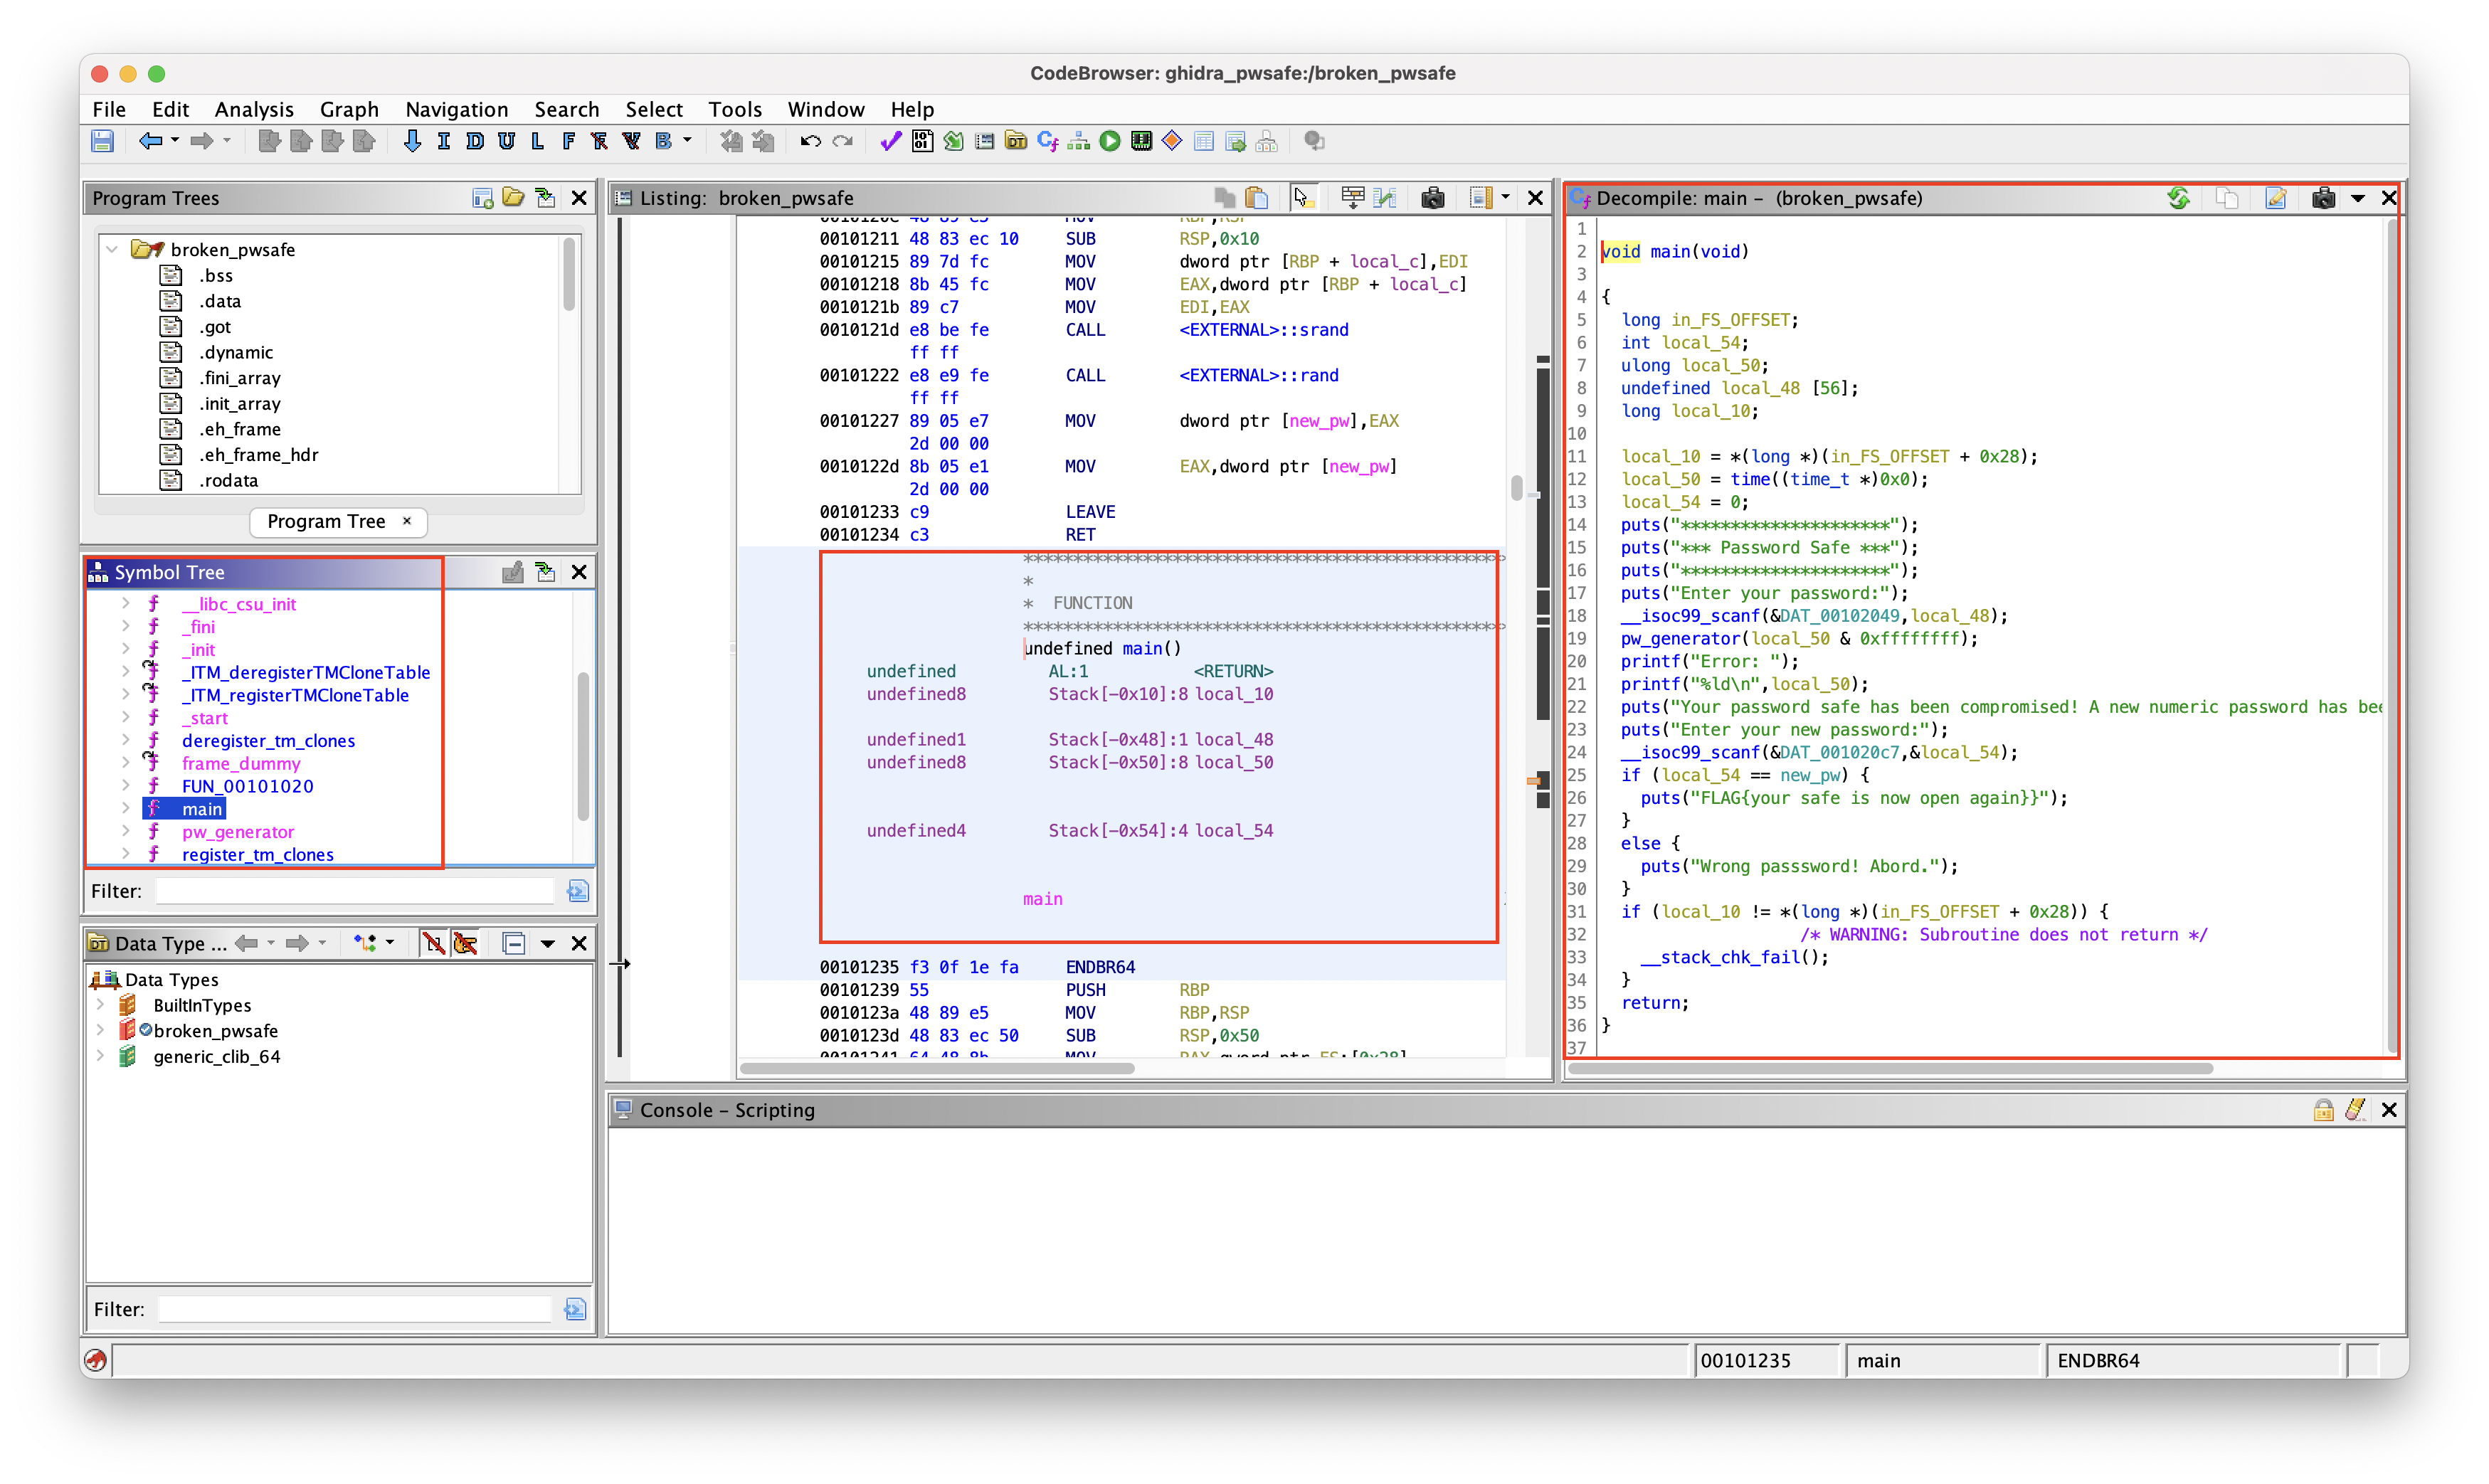 CodeBrowser: ghidra_pwsafe:/broken_pwsafe
File Edit Analysis Graph Navigation Search Select Tools Window Help
I D U L F B
Program Trees
broken_pwsafe
.bss
.data
.got
.dynamic
.fini_array
.init_array
.eh_frame
.eh_frame_hdr
.rodata
Program Tree ×
Symbol Tree
__libc_csu_init
_fini
_init
_ITM_deregisterTMCloneTable
_ITM_registerTMCloneTable
_start
deregister_tm_clones
frame_dummy
FUN_00101020
main
pw_generator
register_tm_clones
Filter:
Data Type ...
Data Types
BuiltInTypes
broken_pwsafe
generic_clib_64
Filter:
Listing: broken_pwsafe
0010120e 48 89 e5 MOV RBP,RSP
00101211 48 83 ec 10 SUB RSP,0x10
00101215 89 7d fc MOV dword ptr [RBP + local_c],EDI
00101218 8b 45 fc MOV EAX,dword ptr [RBP + local_c]
0010121b 89 c7 MOV EDI,EAX
0010121d e8 be fe CALL <EXTERNAL>::srand
ff ff
00101222 e8 e9 fe CALL <EXTERNAL>::rand
ff ff
00101227 89 05 e7 MOV dword ptr [new_pw],EAX
2d 00 00
0010122d 8b 05 e1 MOV EAX,dword ptr [new_pw]
2d 00 00
00101233 c9 LEAVE
00101234 c3 RET
************************************************
*
* FUNCTION
************************************************
undefined main()
undefined AL:1 <RETURN>
undefined8 Stack[-0x10]:8 local_10
undefined1 Stack[-0x48]:1 local_48
undefined8 Stack[-0x50]:8 local_50
undefined4 Stack[-0x54]:4 local_54
main
00101235 f3 0f 1e fa ENDBR64
00101239 55 PUSH RBP
0010123a 48 89 e5 MOV RBP,RSP
0010123d 48 83 ec 50 SUB RSP,0x50
00101241 64 48 8b MOV RAX,qword ptr FS:[0x28]
Decompile: main - (broken_pwsafe)
1
2 void main(void)
3
4 {
5 long in_FS_OFFSET;
6 int local_54;
7 ulong local_50;
8 undefined local_48 [56];
9 long local_10;
10
11 local_10 = *(long *)(in_FS_OFFSET + 0x28);
12 local_50 = time((time_t *)0x0);
13 local_54 = 0;
14 puts("*********************");
15 puts("*** Password Safe ***");
16 puts("*********************");
17 puts("Enter your password:");
18 __isoc99_scanf(&DAT_00102049,local_48);
19 pw_generator(local_50 & 0xffffffff);
20 printf("Error: ");
21 printf("%ld\n",local_50);
22 puts("Your password safe has been compromised! A new numeric password has bee
23 puts("Enter your new password:");
24 __isoc99_scanf(&DAT_001020c7,&local_54);
25 if (local_54 == new_pw) {
26 puts("FLAG{your safe is now open again}}");
27 }
28 else {
29 puts("Wrong passsword! Abord.");
30 }
31 if (local_10 != *(long *)(in_FS_OFFSET + 0x28)) {
32 /* WARNING: Subroutine does not return */
33 __stack_chk_fail();
34 }
35 return;
36 }
37
Console - Scripting
00101235 main ENDBR64